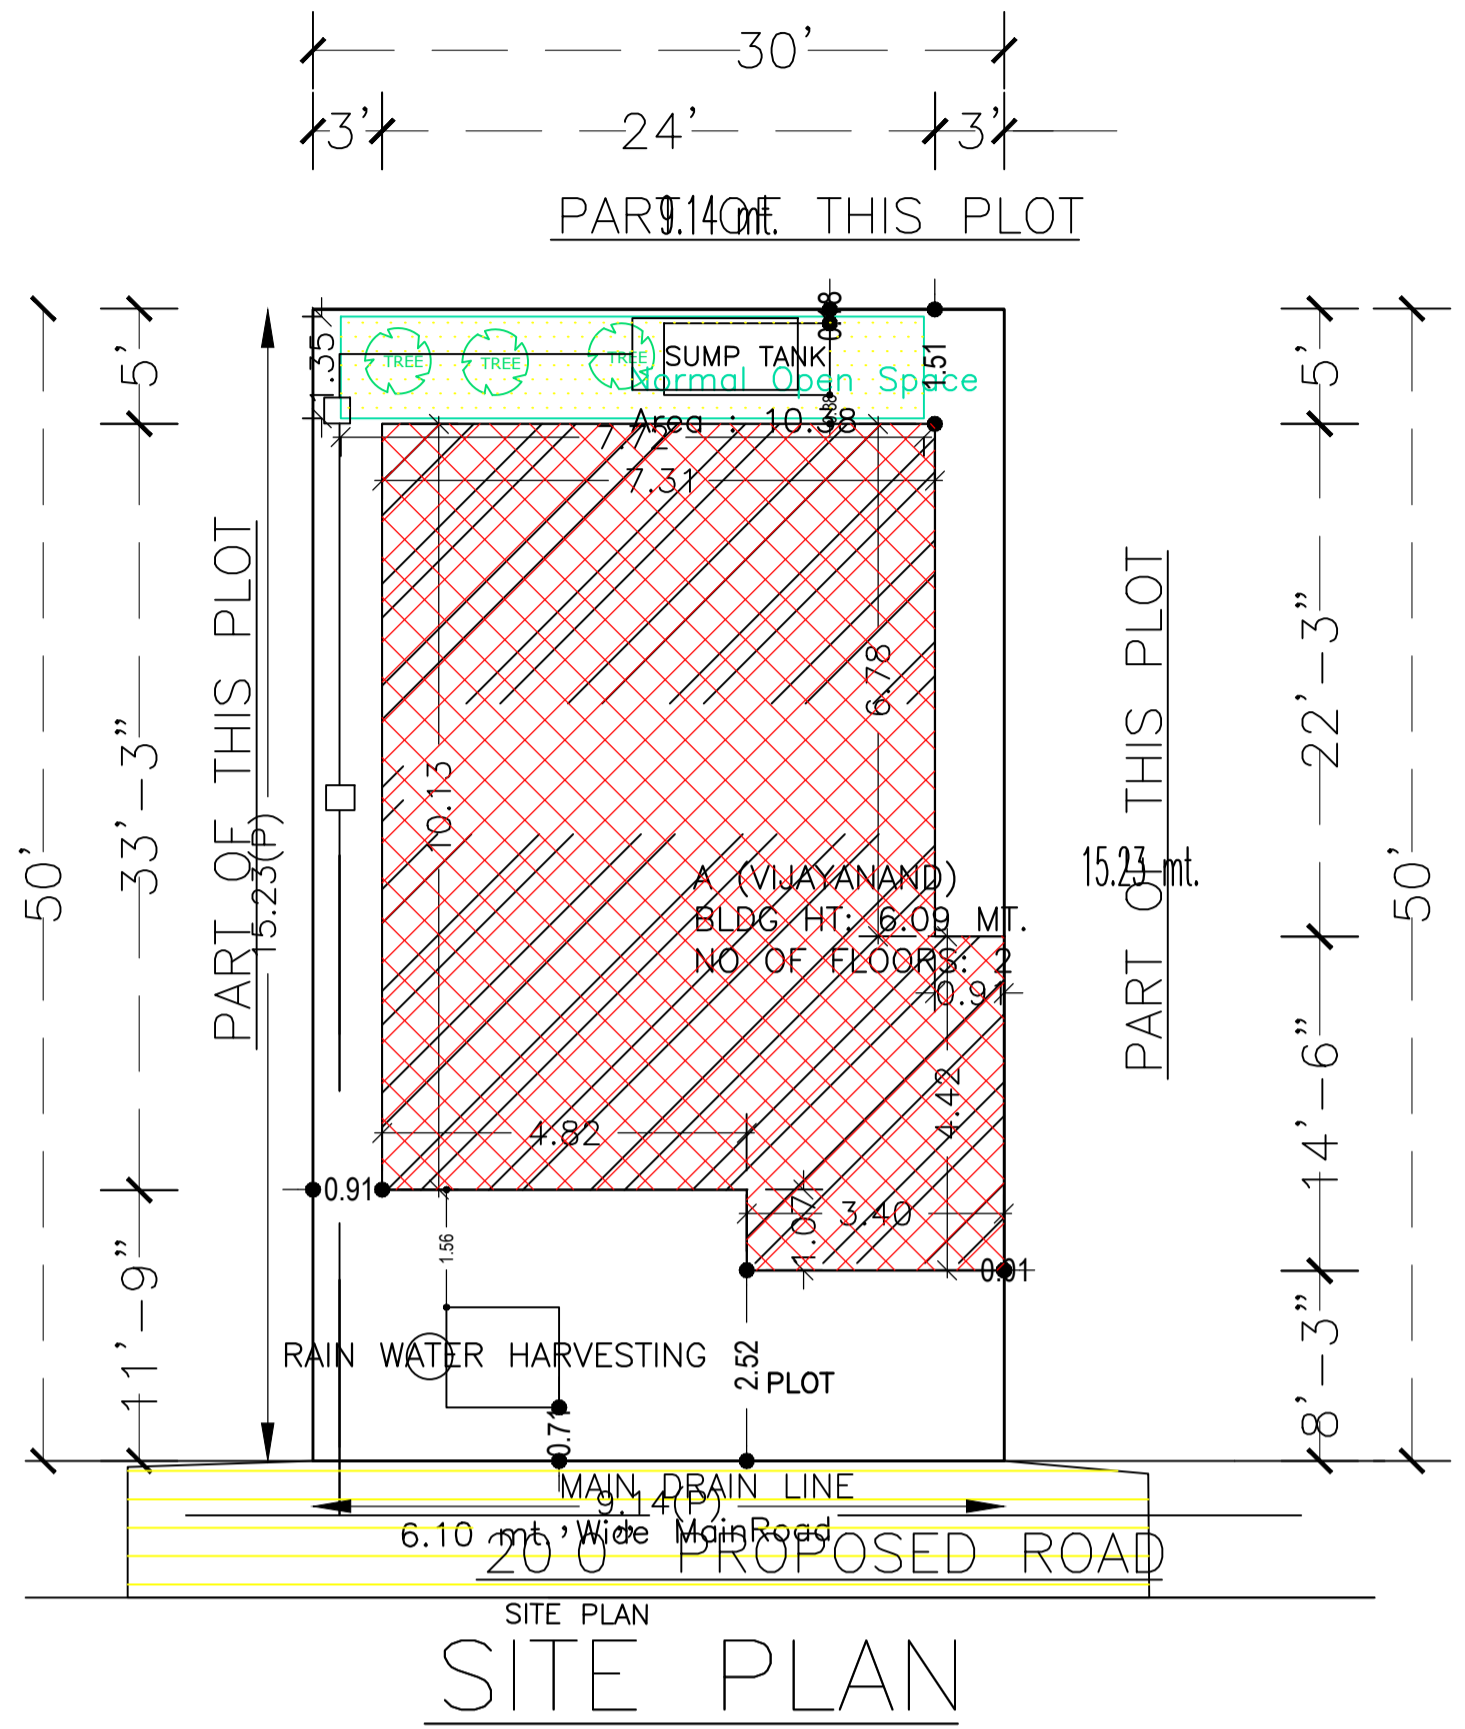 30'
3'
24'
3'
PART OF THIS PLOT
9.14 mt.
5'
1.35
TREE
TREE
TREE
SUMP TANK
Normal Open Space
1.51
5'
Area : 10.38
7.72
7.31
PART OF THIS PLOT
15.23(P)
50'
33'-3"
10.13
6.78
A (VIJAYANAND)
BLDG HT: 6.09 MT.
NO OF FLOORS: 2
0.91
PART OF THIS PLOT
15.23 mt.
22'-3"
50'
4.42
14'-6"
4.82
0.91
1.07
3.40
0.91
1.56
11'-9"
RAIN WATER HARVESTING
2.52
PLOT
0.71
8'-3"
MAIN DRAIN LINE
9.14(P)
6.10 mt. Wide MainRoad
20'0" PROPOSED ROAD
SITE PLAN
SITE PLAN